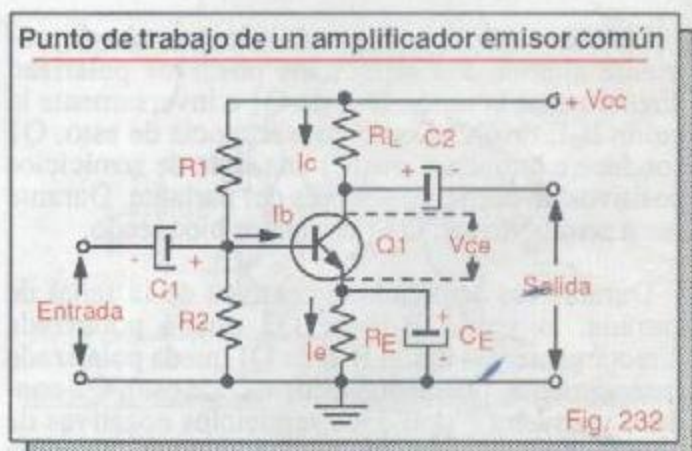 Punto de trabajo de un amplificador emisor común
+ Vcc
RL
C2
+
R1
Ic
Ib
Q1
Vce
- +
C1
Entrada
Salida
R2
Ie
RE
+
CE
Fig. 232